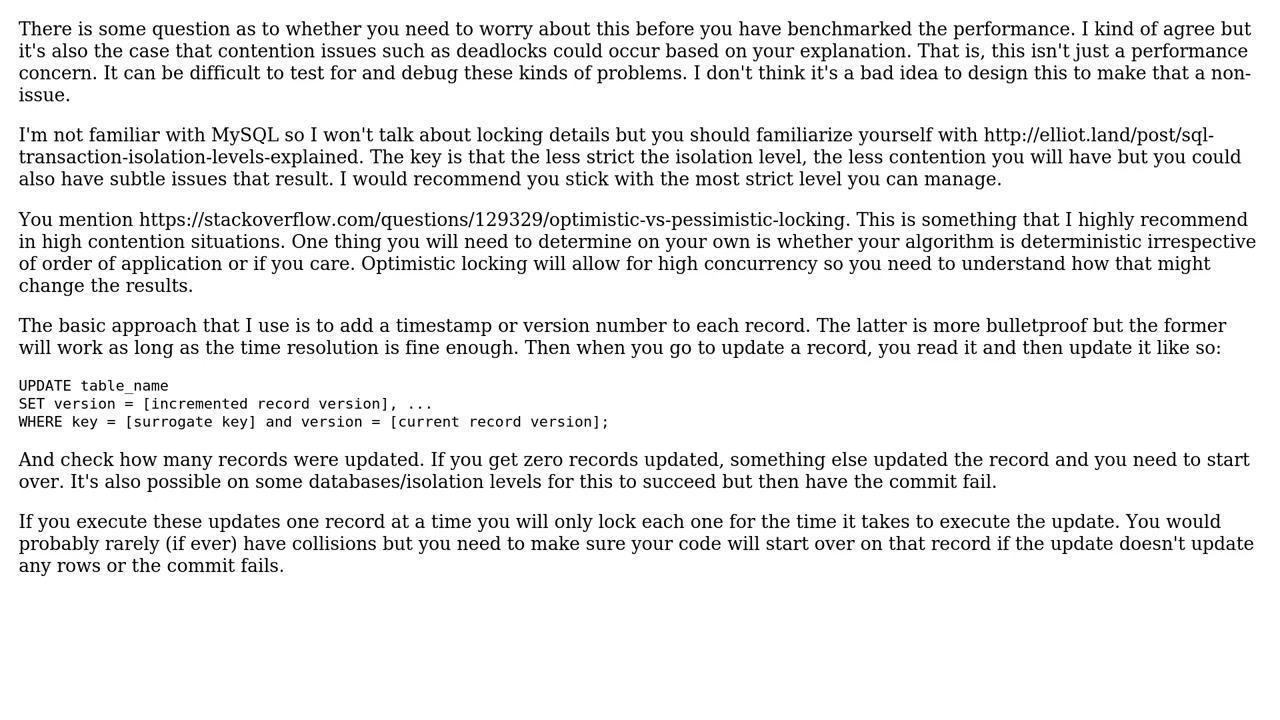 There is some question as to whether you need to worry about this before you have benchmarked the performance. I kind of agree but
it's also the case that contention issues such as deadlocks could occur based on your explanation. That is, this isn't just a performance
concern. It can be difficult to test for and debug these kinds of problems. I don't think it's a bad idea to design this to make that a non-
issue.
I'm not familiar with MySQL so I won't talk about locking details but you should familiarize yourself with http://elliot.land/post/sql-
transaction-isolation-levels-explained. The key is that the less strict the isolation level, the less contention you will have but you could
also have subtle issues that result. I would recommend you stick with the most strict level you can manage.
You mention https://stackoverflow.com/questions/129329/optimistic-vs-pessimistic-locking. This is something that I highly recommend
in high contention situations. One thing you will need to determine on your own is whether your algorithm is deterministic irrespective
of order of application or if you care. Optimistic locking will allow for high concurrency so you need to understand how that might
change the results.
The basic approach that I use is to add a timestamp or version number to each record. The latter is more bulletproof but the former
will work as long as the time resolution is fine enough. Then when you go to update a record, you read it and then update it like so:
UPDATE table_name
SET version = [incremented record version], ...
WHERE key = [surrogate key] and version = [current record version];
And check how many records were updated. If you get zero records updated, something else updated the record and you need to start
over. It's also possible on some databases/isolation levels for this to succeed but then have the commit fail.
If you execute these updates one record at a time you will only lock each one for the time it takes to execute the update. You would
probably rarely (if ever) have collisions but you need to make sure your code will start over on that record if the update doesn't update
any rows or the commit fails.